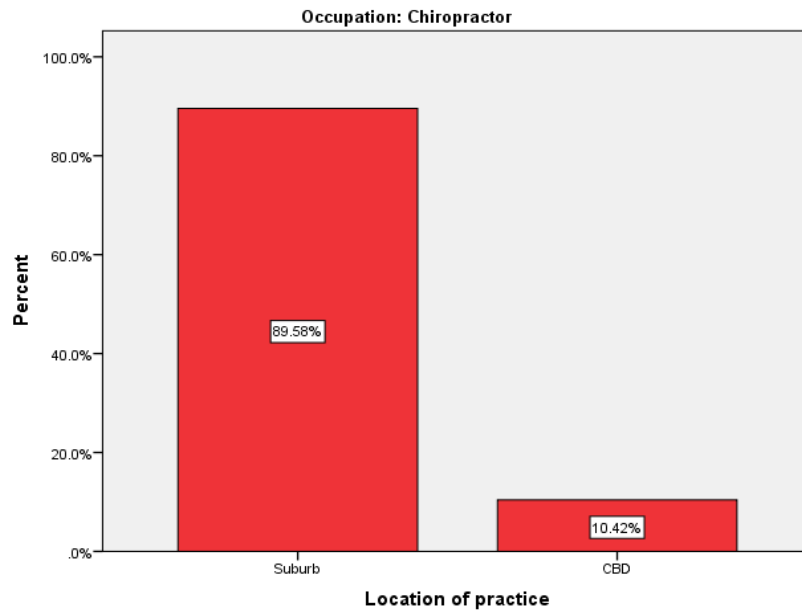 Occupation: Chiropractor
100.0%
80.0%
60.0%
40.0%
20.0%
.0%
Percent
89.58%
10.42%
Suburb
CBD
Location of practice